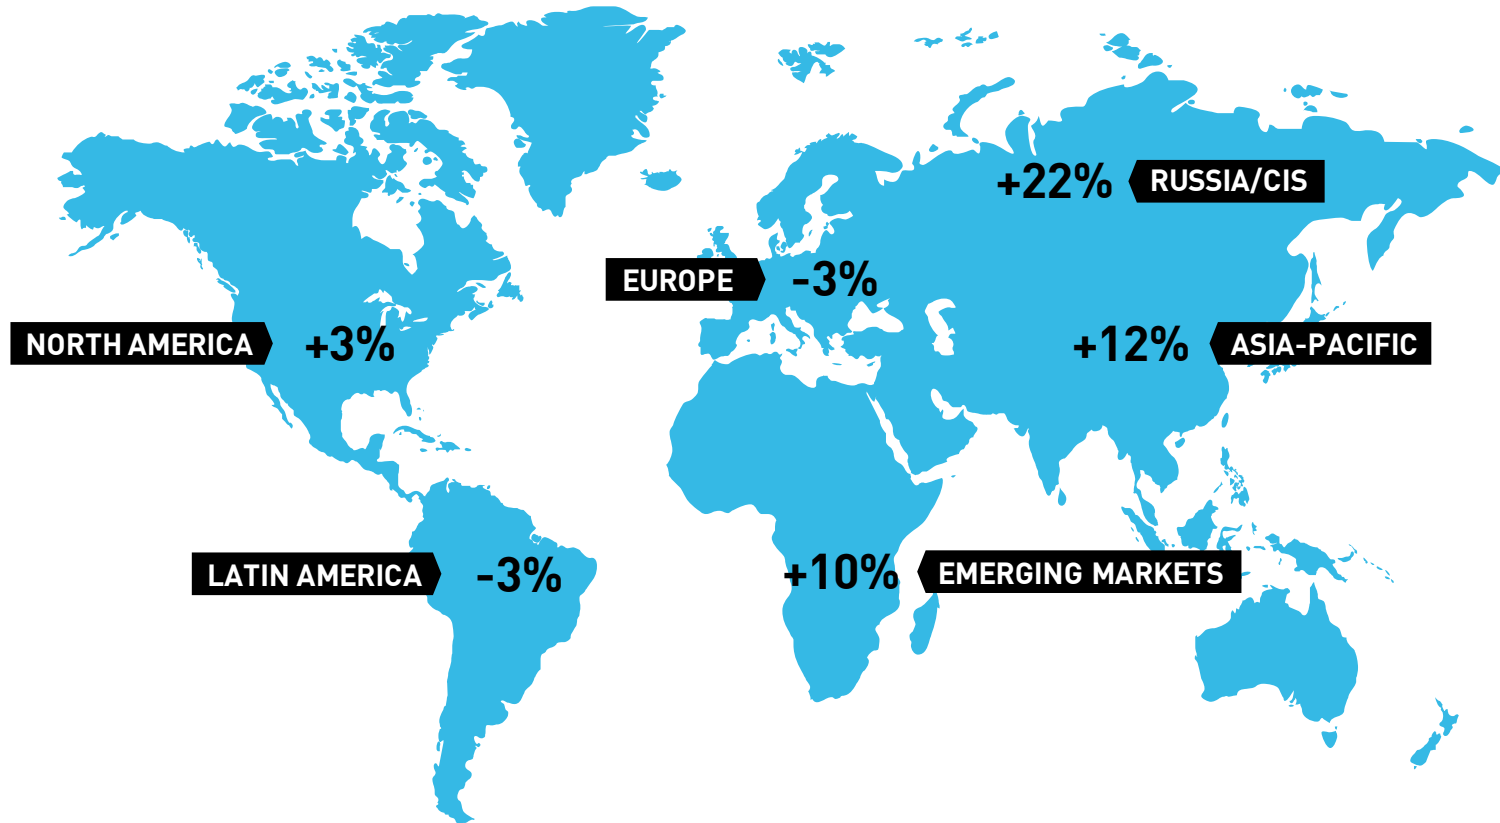 +22% RUSSIA/CIS
EUROPE -3%
NORTH AMERICA +3%
+12% ASIA-PACIFIC
LATIN AMERICA -3%
+10% EMERGING MARKETS